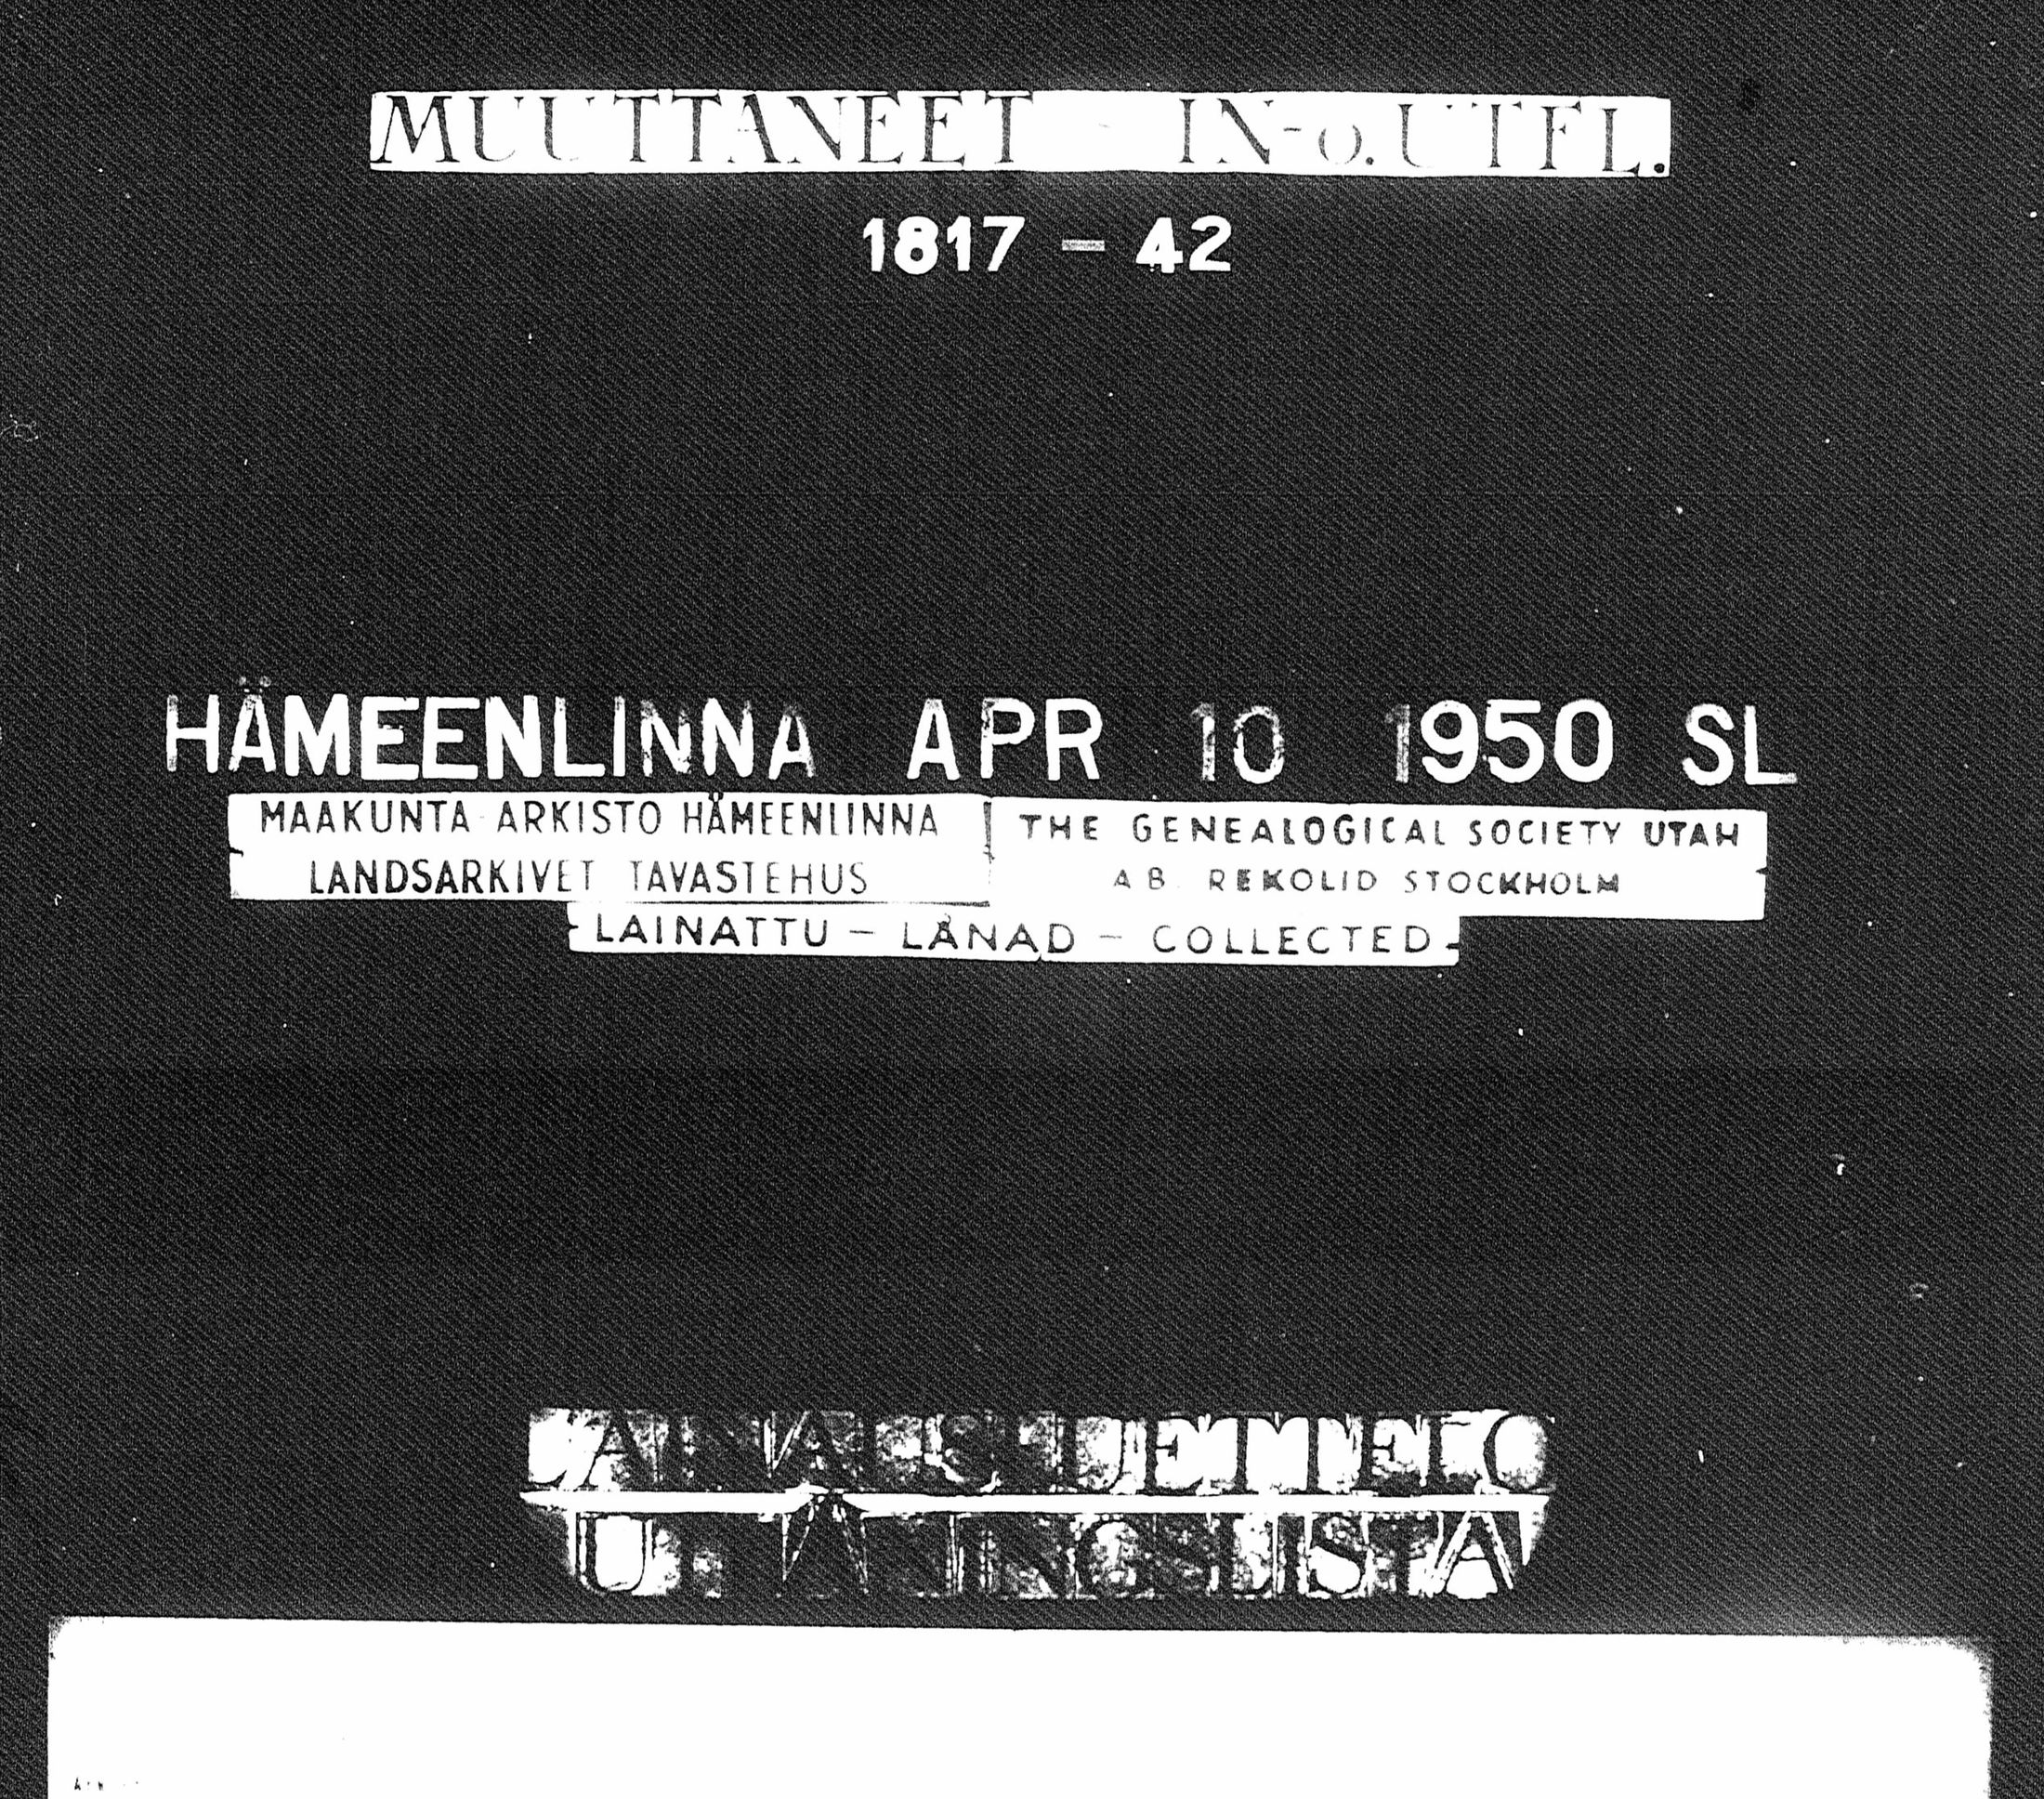 MUUTTANEET IN-o.UTFL.
1817 - 42
HÄMEENLINNA APR 10 1950 SL
MAAKUNTA ARKISTO HÄMEENLINNA
LANDSARKIVET TAVASTEHUS
THE GENEALOGICAL SOCIETY UTAH
AB REKOLID STOCKHOLM
LAINATTU - LÅNAD - COLLECTED